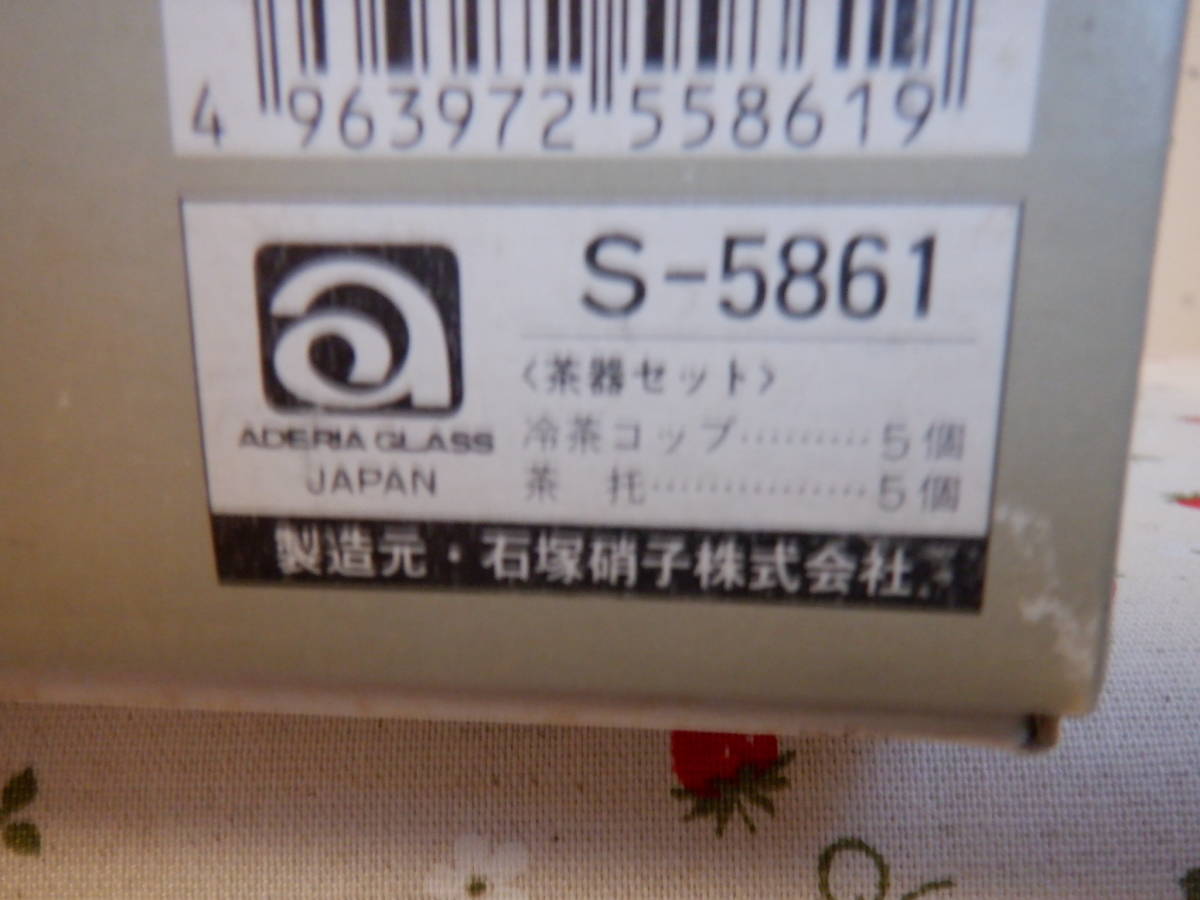 4 963972 558619
S-5861
〈茶器セット〉
冷茶コップ………5個
茶 托……………5個
ADERIA GLASS
JAPAN
製造元・石塚硝子株式会社